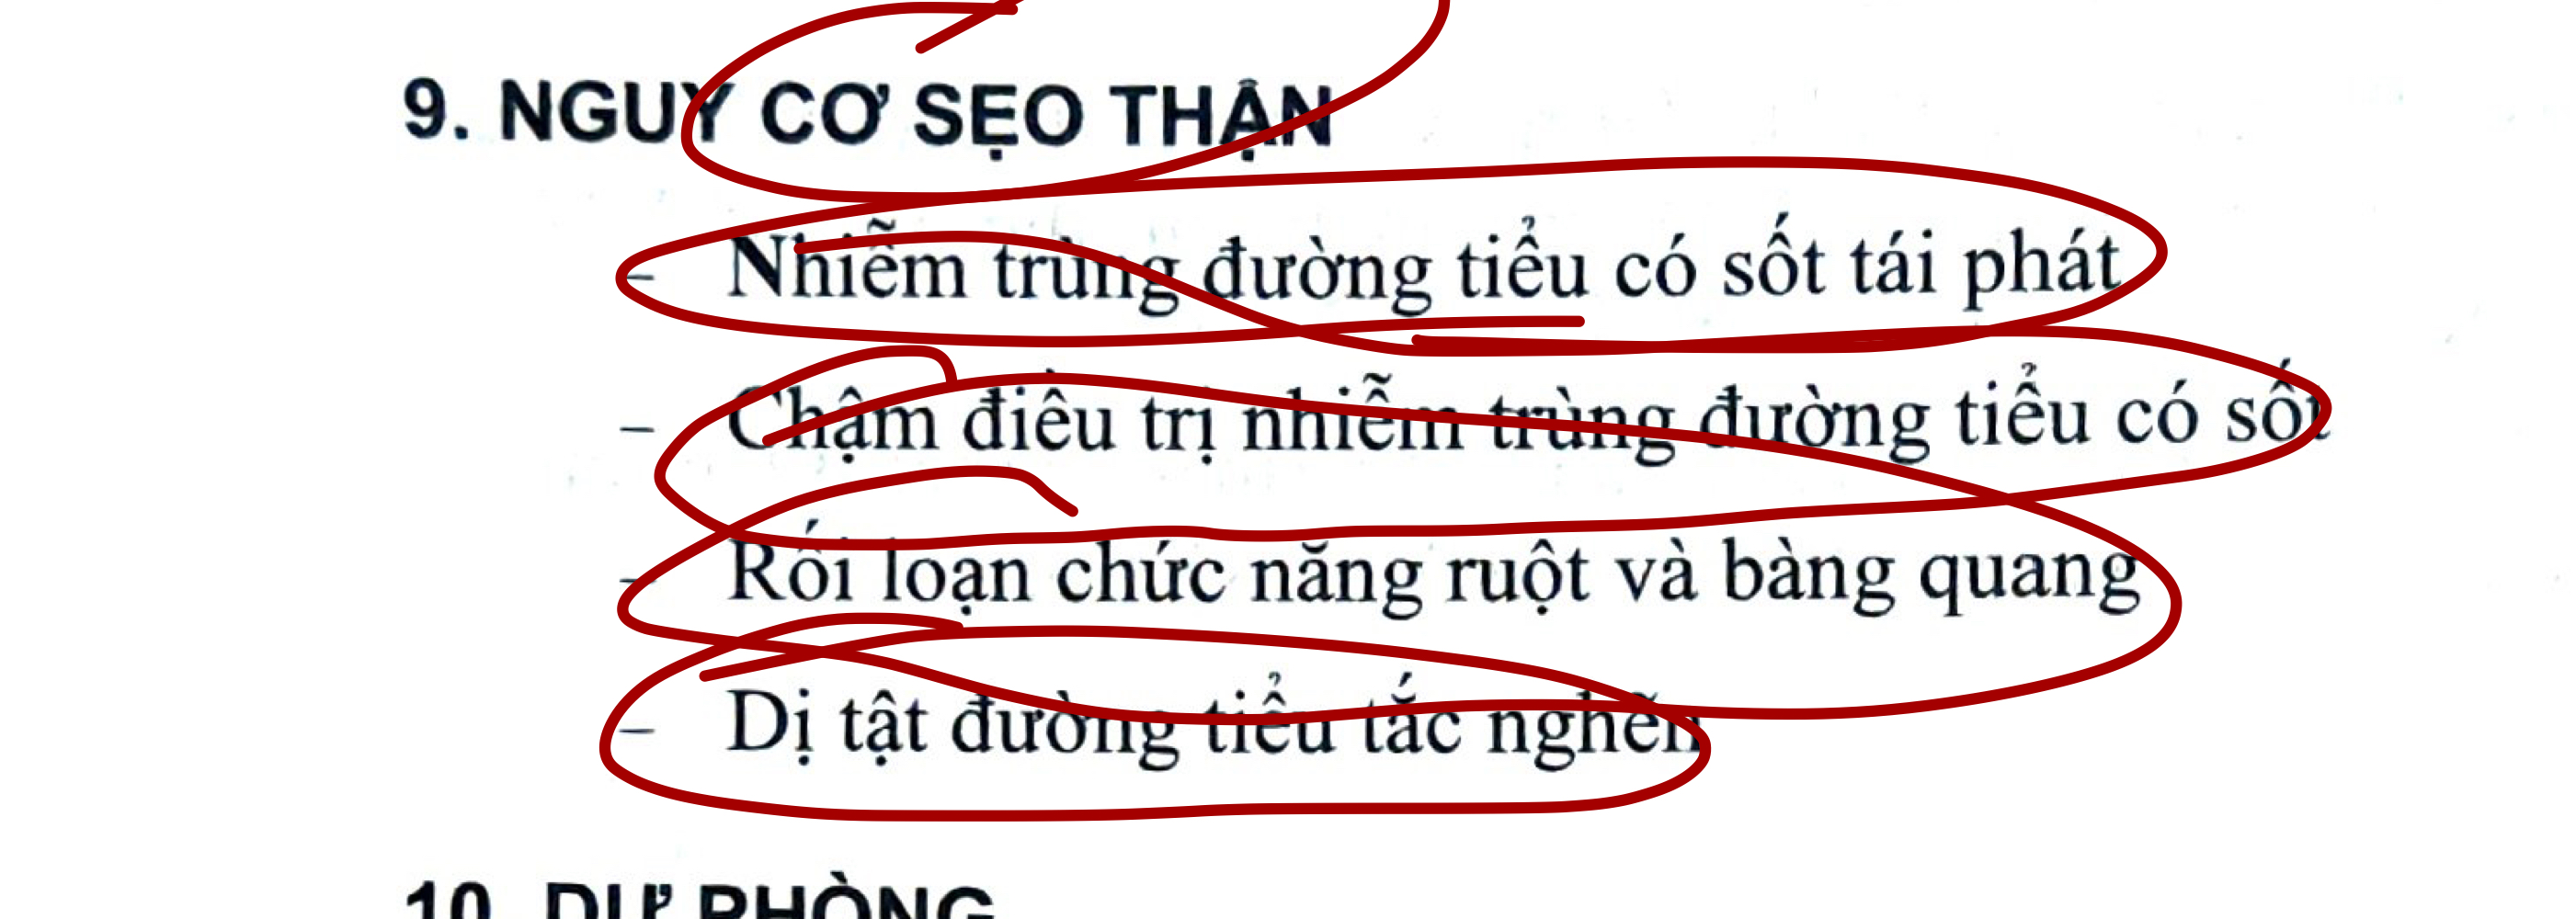 9. NGUY CƠ SẸO THẬN
– Nhiễm trùng đường tiểu có sốt tái phát
– Chậm điều trị nhiễm trùng đường tiểu có sốt
– Rối loạn chức năng ruột và bàng quang
– Dị tật đường tiểu tắc nghẽn
10. DỰ PHÒNG